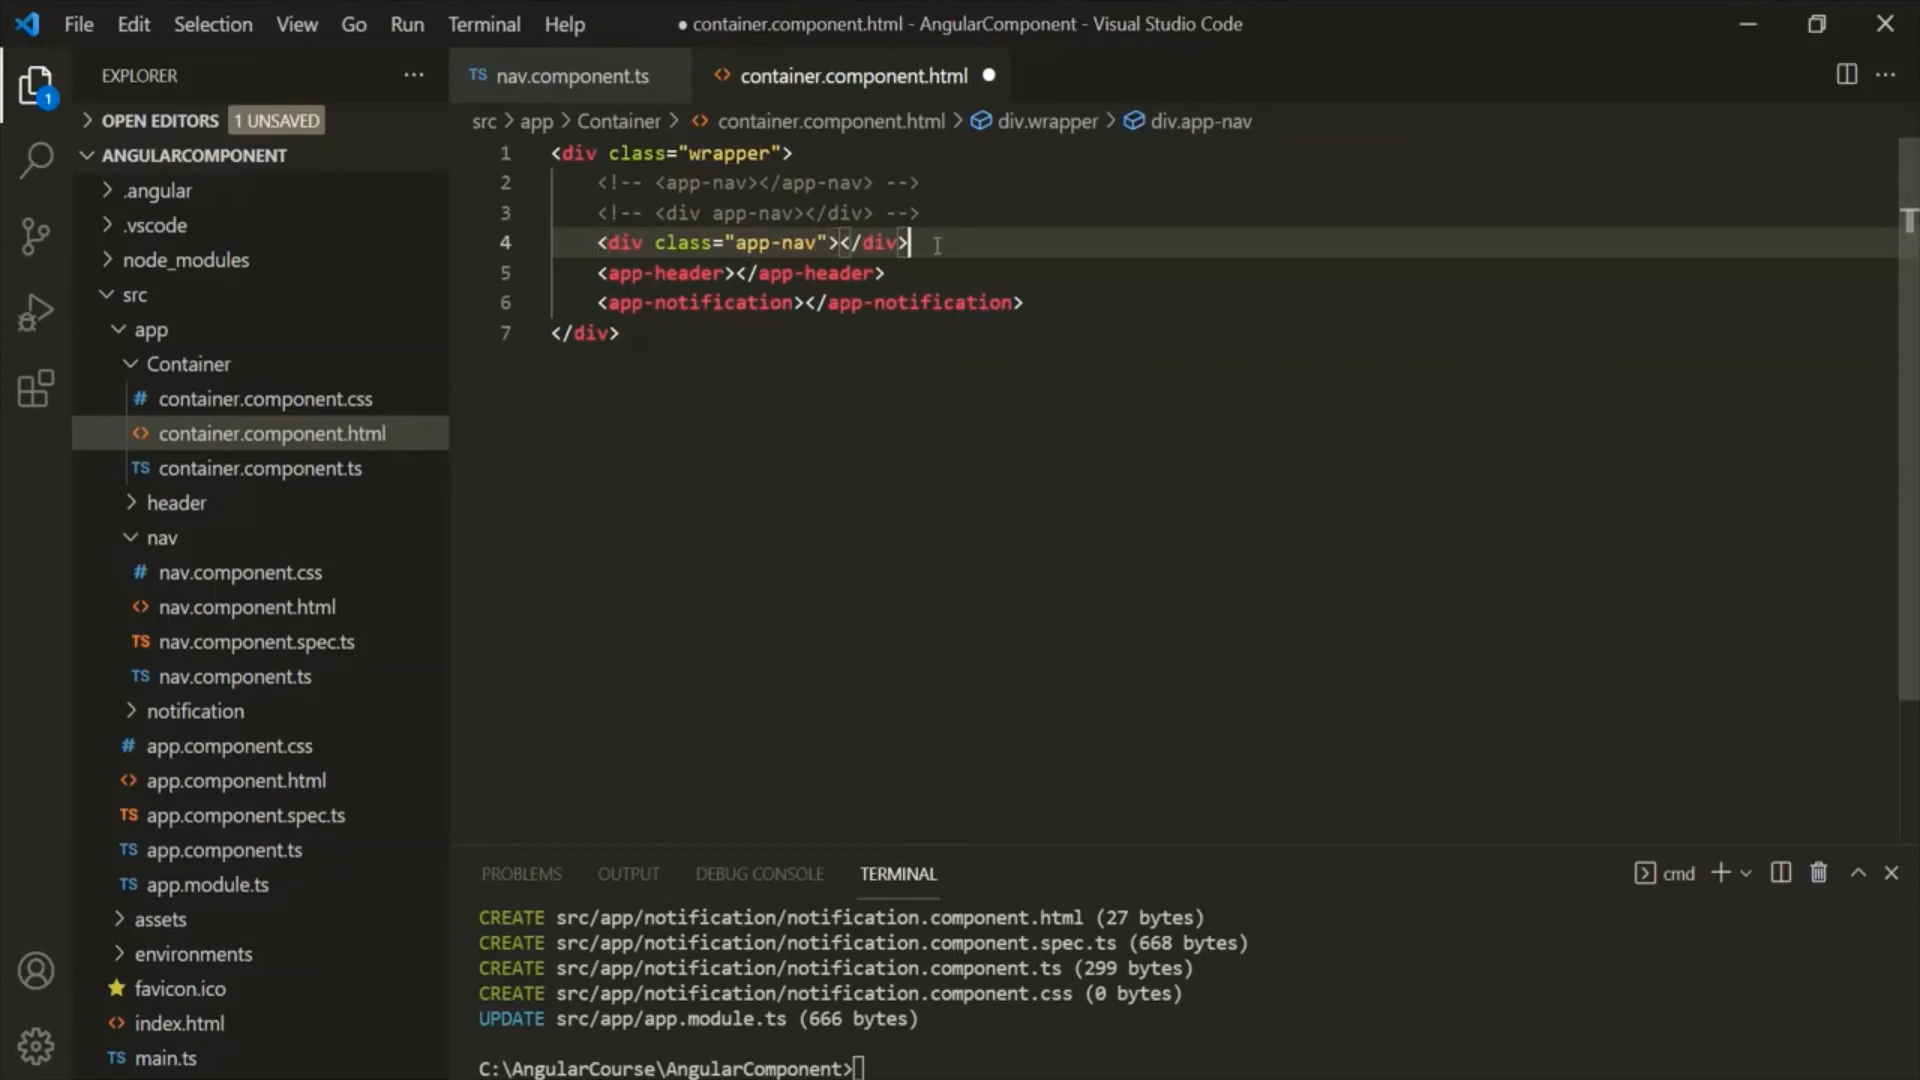 File Edit Selection View Go Run Terminal Help ● container.component.html - AngularComponent - Visual Studio Code
EXPLORER ···
TS nav.component.ts <> container.component.html ●
OPEN EDITORS 1 UNSAVED
src > app > Container > <> container.component.html > div.wrapper > div.app-nav
1
ANGULARCOMPONENT
.angular
.vscode
node_modules
src
app
Container
# container.component.css
<> container.component.html
TS container.component.ts
header
nav
# nav.component.css
<> nav.component.html
TS nav.component.spec.ts
TS nav.component.ts
notification
# app.component.css
<> app.component.html
TS app.component.spec.ts
TS app.component.ts
TS app.module.ts
assets
environments
favicon.ico
<> index.html
TS main.ts
1 <div class="wrapper">
2 <!-- <app-nav></app-nav> -->
3 <!-- <div app-nav></div> -->
4 <div class="app-nav"></div>
5 <app-header></app-header>
6 <app-notification></app-notification>
7 </div>
PROBLEMS OUTPUT DEBUG CONSOLE TERMINAL cmd
CREATE src/app/notification/notification.component.html (27 bytes)
CREATE src/app/notification/notification.component.spec.ts (668 bytes)
CREATE src/app/notification/notification.component.ts (299 bytes)
CREATE src/app/notification/notification.component.css (0 bytes)
UPDATE src/app/app.module.ts (666 bytes)
C:\AngularCourse\AngularComponent>